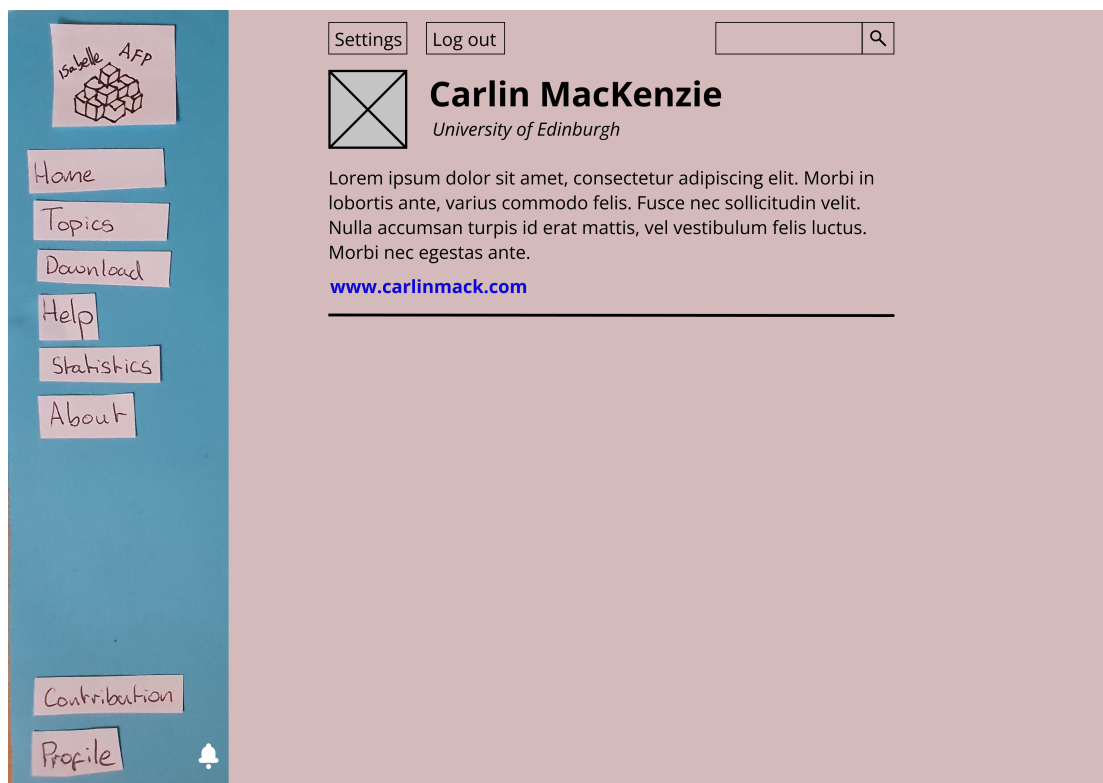 Isabelle AFP
Home
Topics
Download
Help
Statistics
About
Contribution
Profile
Settings
Log out
Carlin MacKenzie
University of Edinburgh
Lorem ipsum dolor sit amet, consectetur adipiscing elit. Morbi in
lobortis ante, varius commodo felis. Fusce nec sollicitudin velit.
Nulla accumsan turpis id erat mattis, vel vestibulum felis luctus.
Morbi nec egestas ante.
www.carlinmack.com